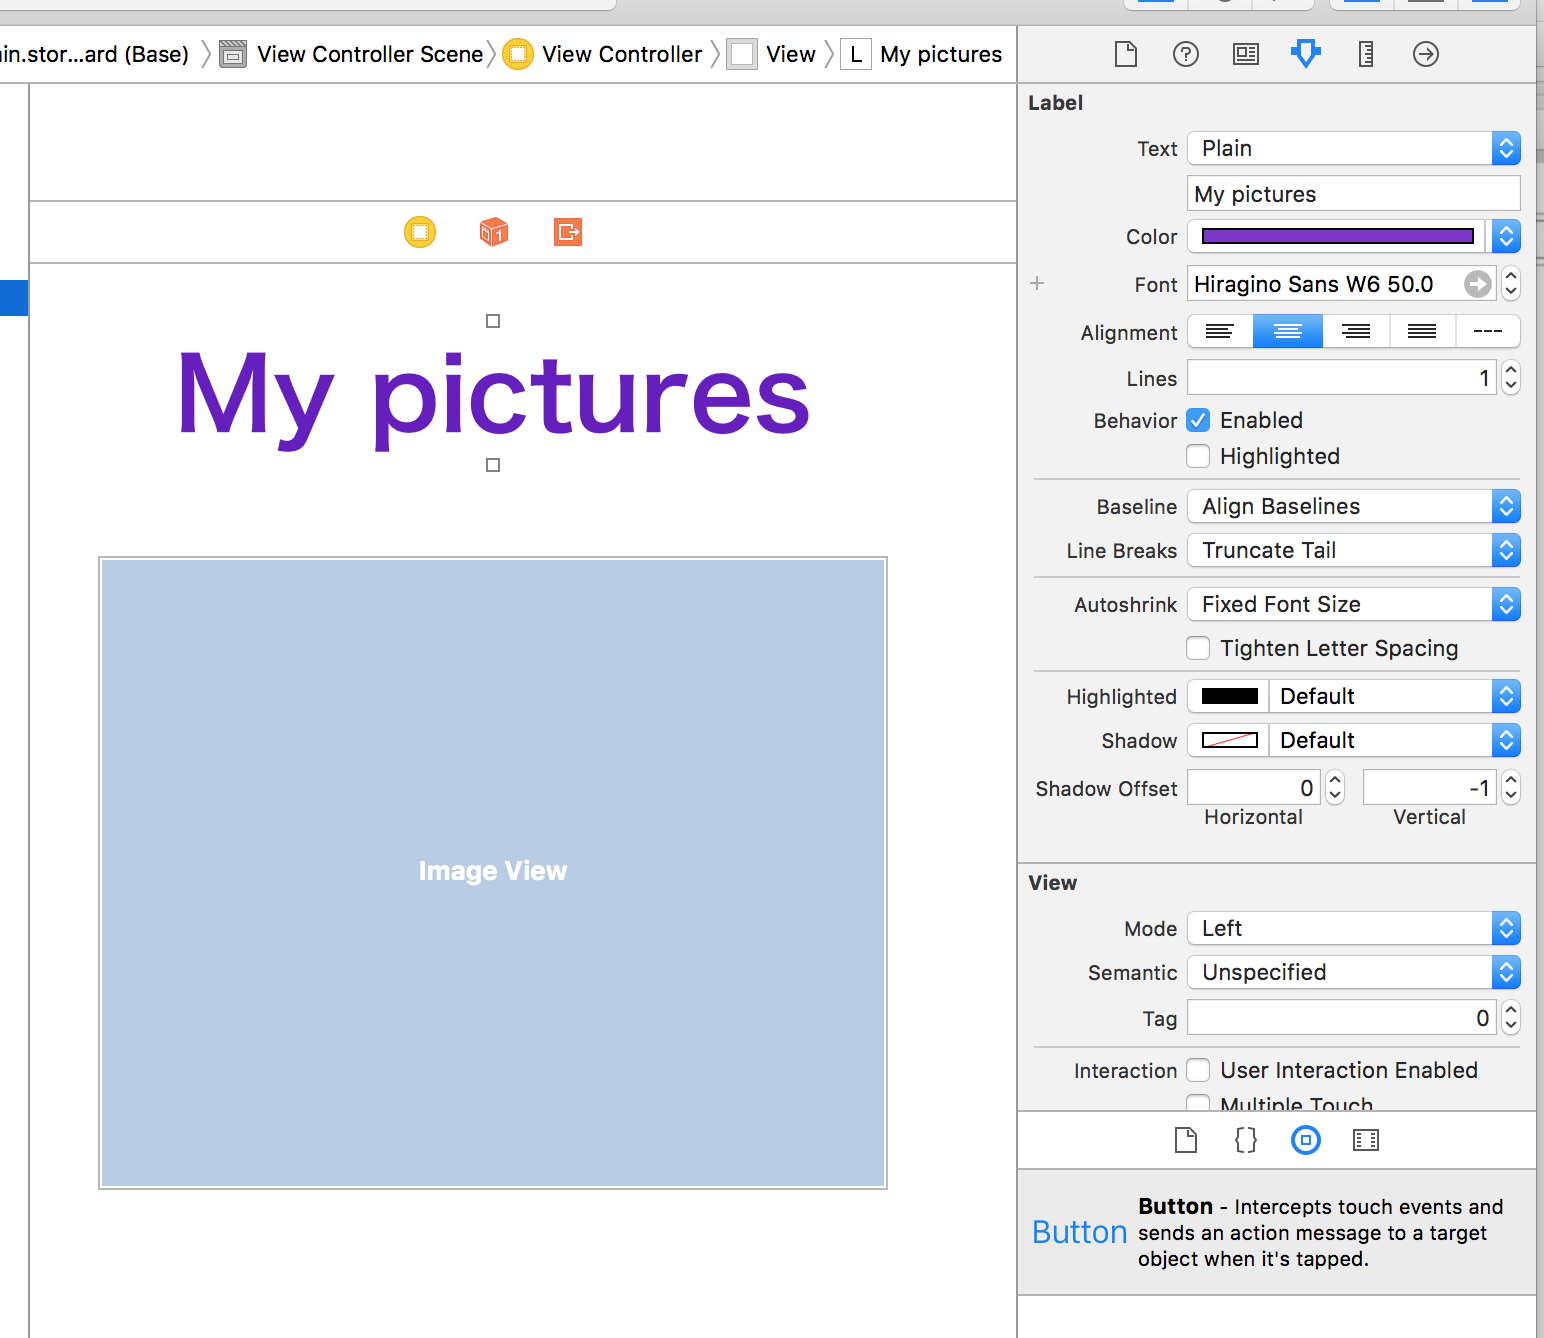 in.stor...ard (Base) View Controller Scene View Controller View L My pictures
Label
Text Plain
My pictures
Color
Font Hiragino Sans W6 50.0
Alignment
Lines 1
Behavior Enabled
Highlighted
Baseline Align Baselines
Line Breaks Truncate Tail
Autoshrink Fixed Font Size
Tighten Letter Spacing
Highlighted Default
Shadow Default
Shadow Offset 0 -1
Horizontal Vertical
View
Mode Left
Semantic Unspecified
Tag 0
Interaction User Interaction Enabled
Multiple Touch
1
My pictures
Image View
Button
Button - Intercepts touch events and
sends an action message to a target
object when it's tapped.